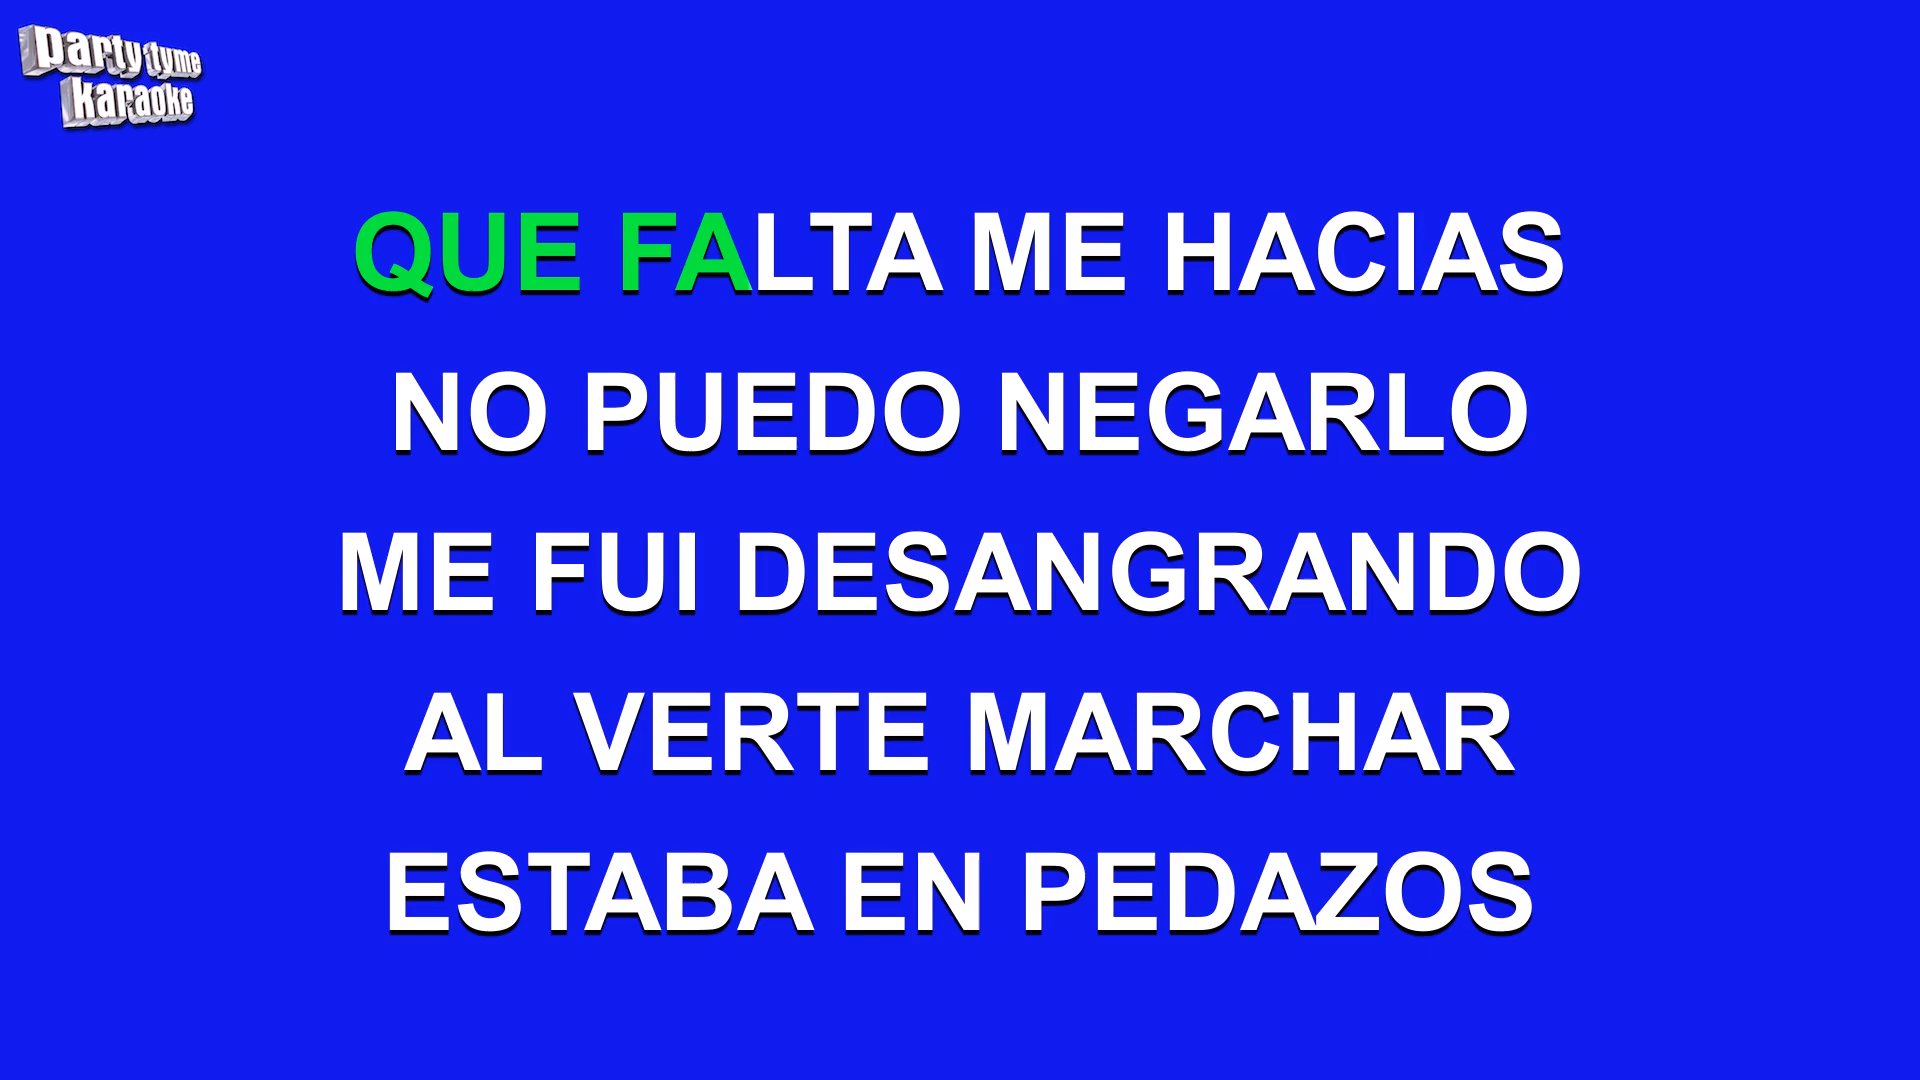 party tyme
karaoke
QUE FALTA ME HACIAS
NO PUEDO NEGARLO
ME FUI DESANGRANDO
AL VERTE MARCHAR
ESTABA EN PEDAZOS